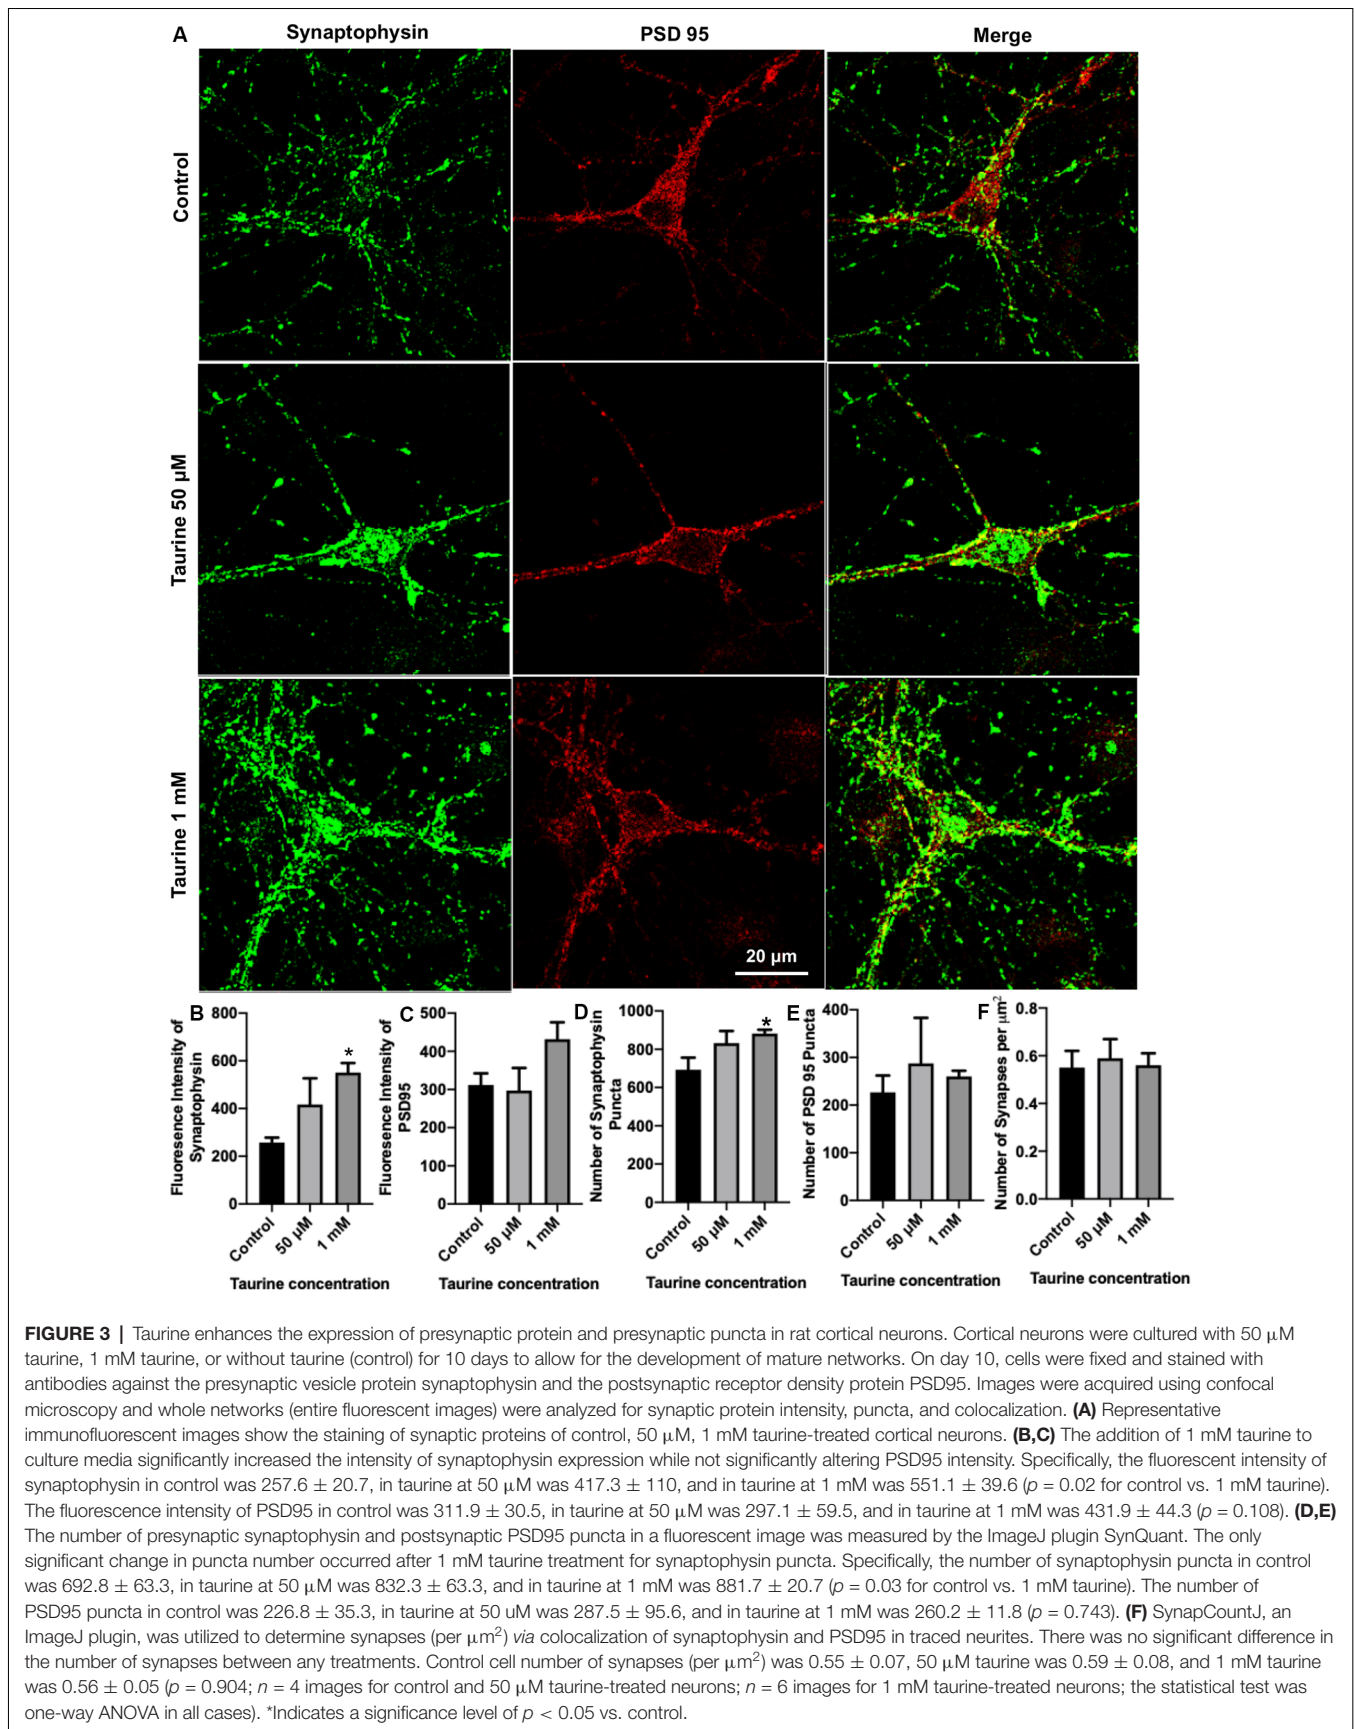 A
Synaptophysin
PSD 95
Merge
Control
Taurine 50 μM
Taurine 1 mM
20 μm
B
Fluoresence Intensity of
Synaptophysin
800
600
400
200
0
*
Control
50 μM
1 mM
Taurine concentration
C
Fluoresence Intensity of
PSD95
500
400
300
200
100
0
Control
50 μM
1 mM
Taurine concentration
D
Number of Synaptophysin
Puncta
1000
800
600
400
200
0
*
Control
50 μM
1 mM
Taurine concentration
E
Number of PSD 95 Puncta
400
300
200
100
0
Control
50 μM
1 mM
Taurine concentration
F
Number of Synapses per μm²
0.8
0.6
0.4
0.2
0.0
Control
50 μM
1 mM
Taurine concentration
FIGURE 3 | Taurine enhances the expression of presynaptic protein and presynaptic puncta in rat cortical neurons. Cortical neurons were cultured with 50 μM
taurine, 1 mM taurine, or without taurine (control) for 10 days to allow for the development of mature networks. On day 10, cells were fixed and stained with
antibodies against the presynaptic vesicle protein synaptophysin and the postsynaptic receptor density protein PSD95. Images were acquired using confocal
microscopy and whole networks (entire fluorescent images) were analyzed for synaptic protein intensity, puncta, and colocalization. (A) Representative
immunofluorescent images show the staining of synaptic proteins of control, 50 μM, 1 mM taurine-treated cortical neurons. (B,C) The addition of 1 mM taurine to
culture media significantly increased the intensity of synaptophysin expression while not significantly altering PSD95 intensity. Specifically, the fluorescent intensity of
synaptophysin in control was 257.6 ± 20.7, in taurine at 50 μM was 417.3 ± 110, and in taurine at 1 mM was 551.1 ± 39.6 (p = 0.02 for control vs. 1 mM taurine).
The fluorescence intensity of PSD95 in control was 311.9 ± 30.5, in taurine at 50 μM was 297.1 ± 59.5, and in taurine at 1 mM was 431.9 ± 44.3 (p = 0.108). (D,E)
The number of presynaptic synaptophysin and postsynaptic PSD95 puncta in a fluorescent image was measured by the ImageJ plugin SynQuant. The only
significant change in puncta number occurred after 1 mM taurine treatment for synaptophysin puncta. Specifically, the number of synaptophysin puncta in control
was 692.8 ± 63.3, in taurine at 50 μM was 832.3 ± 63.3, and in taurine at 1 mM was 881.7 ± 20.7 (p = 0.03 for control vs. 1 mM taurine). The number of
PSD95 puncta in control was 226.8 ± 35.3, in taurine at 50 uM was 287.5 ± 95.6, and in taurine at 1 mM was 260.2 ± 11.8 (p = 0.743). (F) SynapCountJ, an
ImageJ plugin, was utilized to determine synapses (per μm²) via colocalization of synaptophysin and PSD95 in traced neurites. There was no significant difference in
the number of synapses between any treatments. Control cell number of synapses (per μm²) was 0.55 ± 0.07, 50 μM taurine was 0.59 ± 0.08, and 1 mM taurine
was 0.56 ± 0.05 (p = 0.904; n = 4 images for control and 50 μM taurine-treated neurons; n = 6 images for 1 mM taurine-treated neurons; the statistical test was
one-way ANOVA in all cases). *Indicates a significance level of p < 0.05 vs. control.